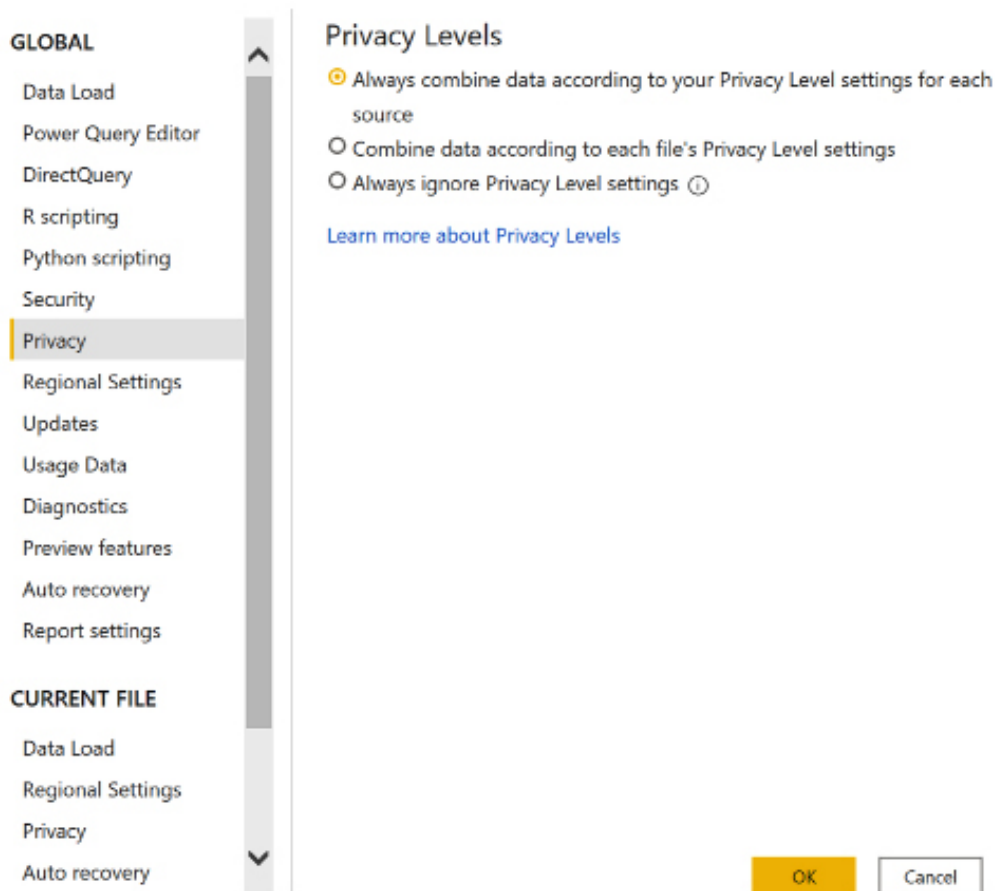 GLOBAL
Data Load
Power Query Editor
DirectQuery
R scripting
Python scripting
Security
Privacy
Regional Settings
Updates
Usage Data
Diagnostics
Preview features
Auto recovery
Report settings
CURRENT FILE
Data Load
Regional Settings
Privacy
Auto recovery
Privacy Levels
Always combine data according to your Privacy Level settings for each
source
Combine data according to each file's Privacy Level settings
Always ignore Privacy Level settings
Learn more about Privacy Levels
OK
Cancel